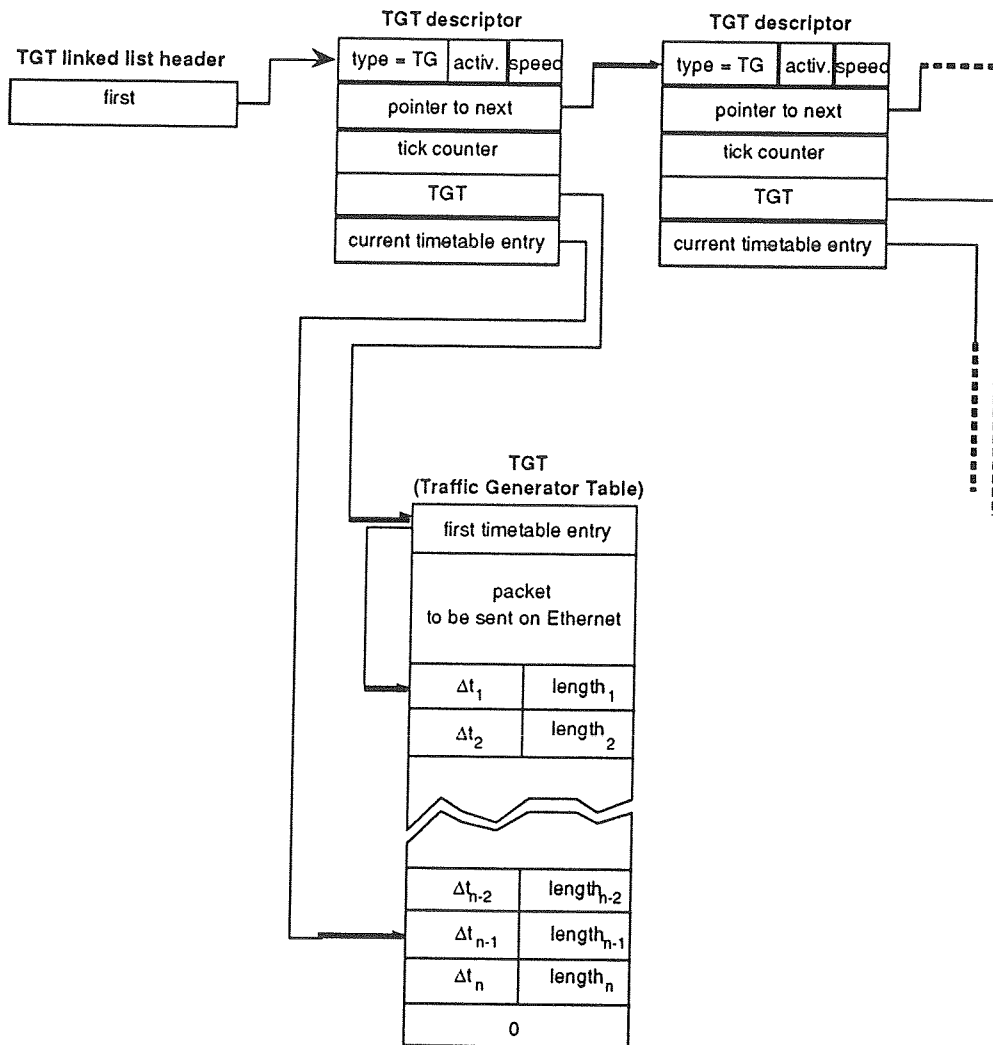 TGT descriptor
TGT descriptor
TGT linked list header
first
type = TG activ. speed
pointer to next
tick counter
TGT
current timetable entry
type = TG activ. speed
pointer to next
tick counter
TGT
current timetable entry
TGT
(Traffic Generator Table)
first timetable entry
packet
to be sent on Ethernet
Δt1 length1
Δt2 length2
Δtn-2 lengthn-2
Δtn-1 lengthn-1
Δtn lengthn
0